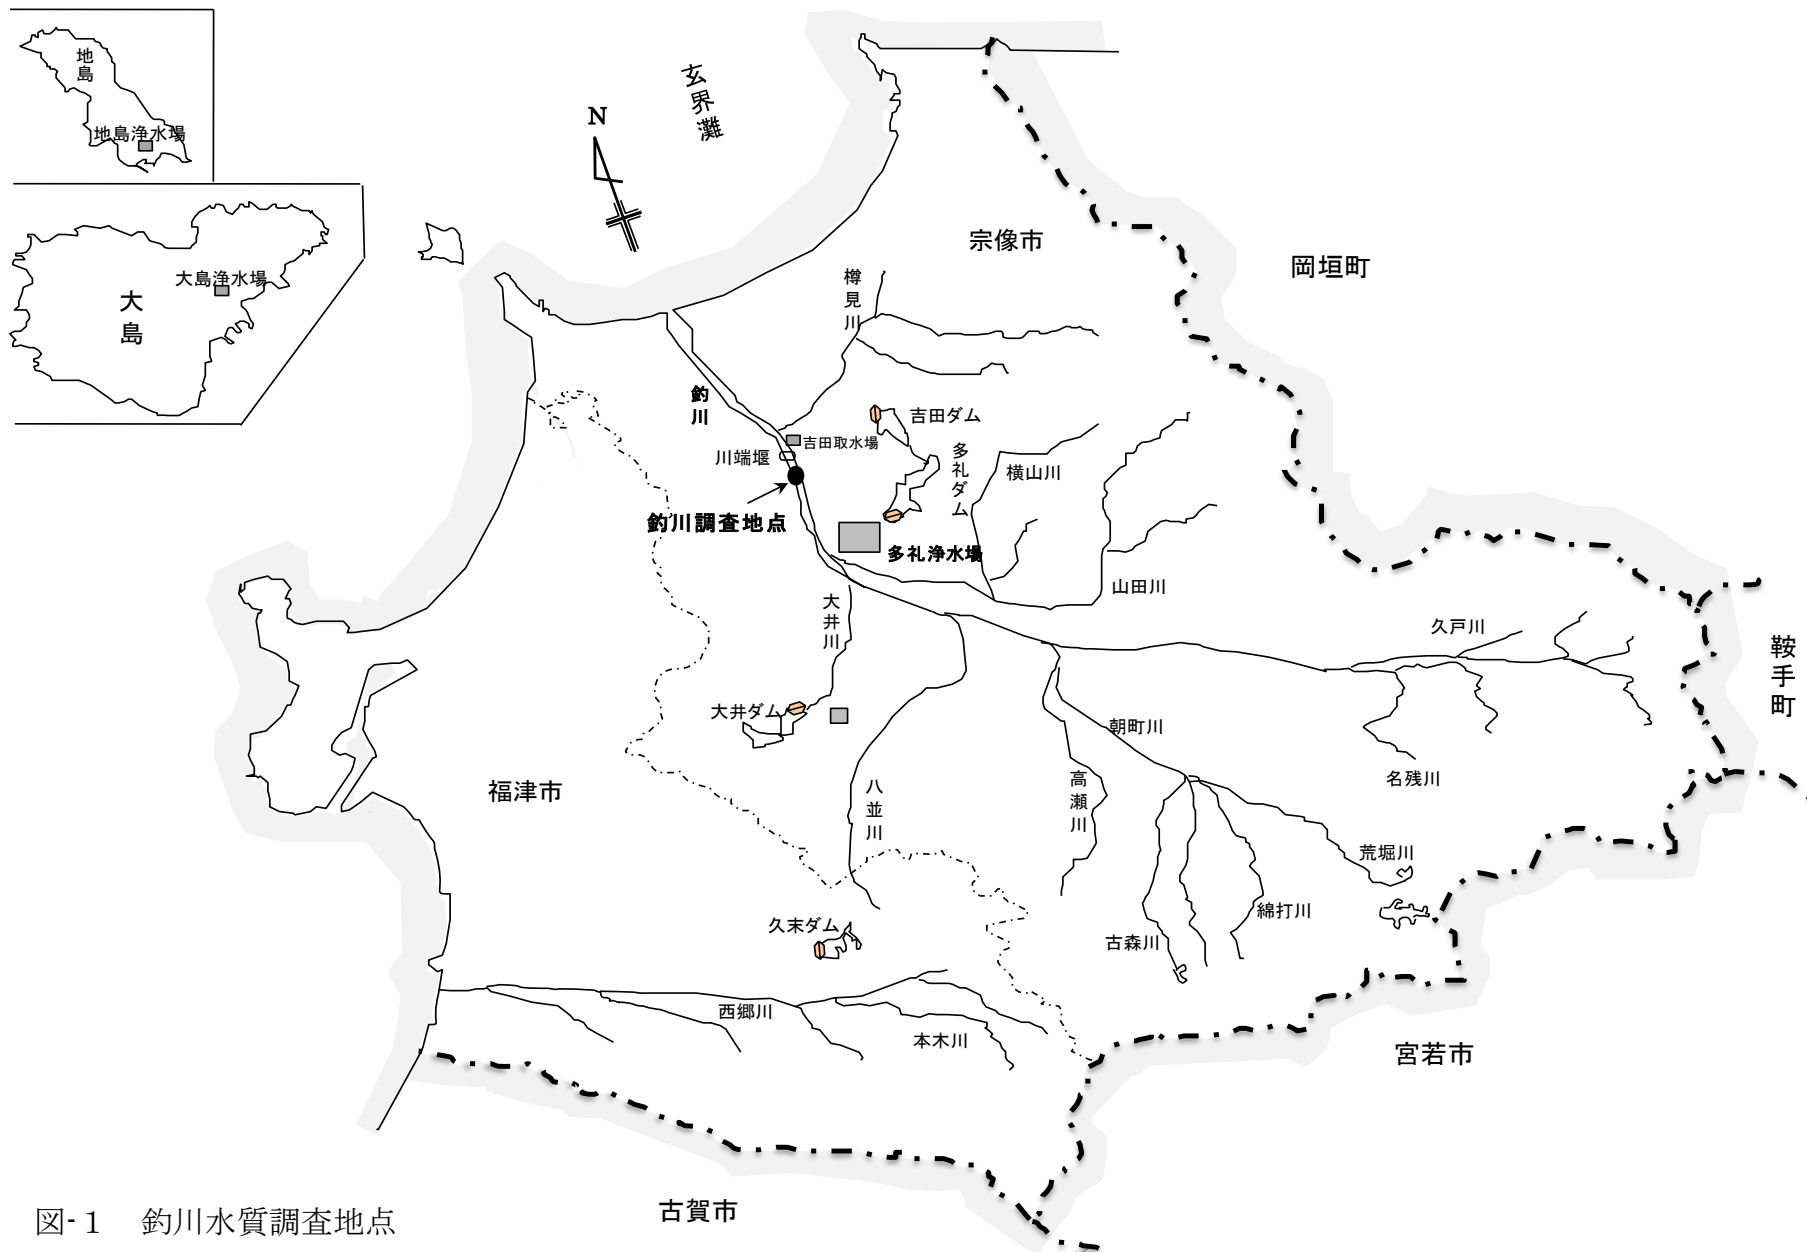 地島
地島浄水場
大島浄水場
大島
玄界灘
N
宗像市
岡垣町
樽見川
釣川
吉田ダム
吉田取水場
川端堰
多礼ダム
横山川
釣川調査地点
多礼浄水場
山田川
大井川
久戸川
鞍手町
大井ダム
朝町川
名残川
福津市
八並川
高瀬川
荒堀川
綿打川
古森川
久末ダム
西郷川
本木川
宮若市
古賀市
図-1 釣川水質調査地点